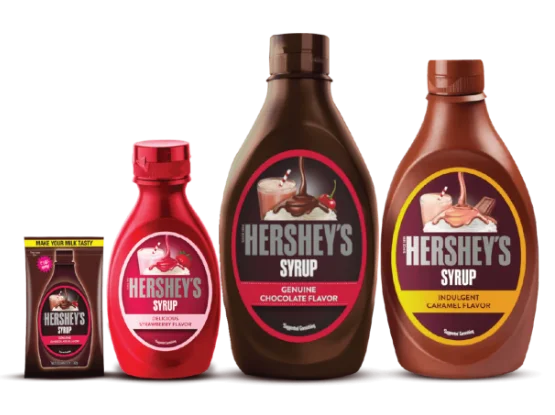 MAKE YOUR MILK TASTY
HERSHEY'S
SYRUP
GENUINE
HERSHEY'S
SYRUP
DELICIOUS
STRAWBERRY FLAVOR
HERSHEY'S
SYRUP
GENUINE
CHOCOLATE FLAVOR
HERSHEY'S
SYRUP
INDULGENT
CARAMEL FLAVOR